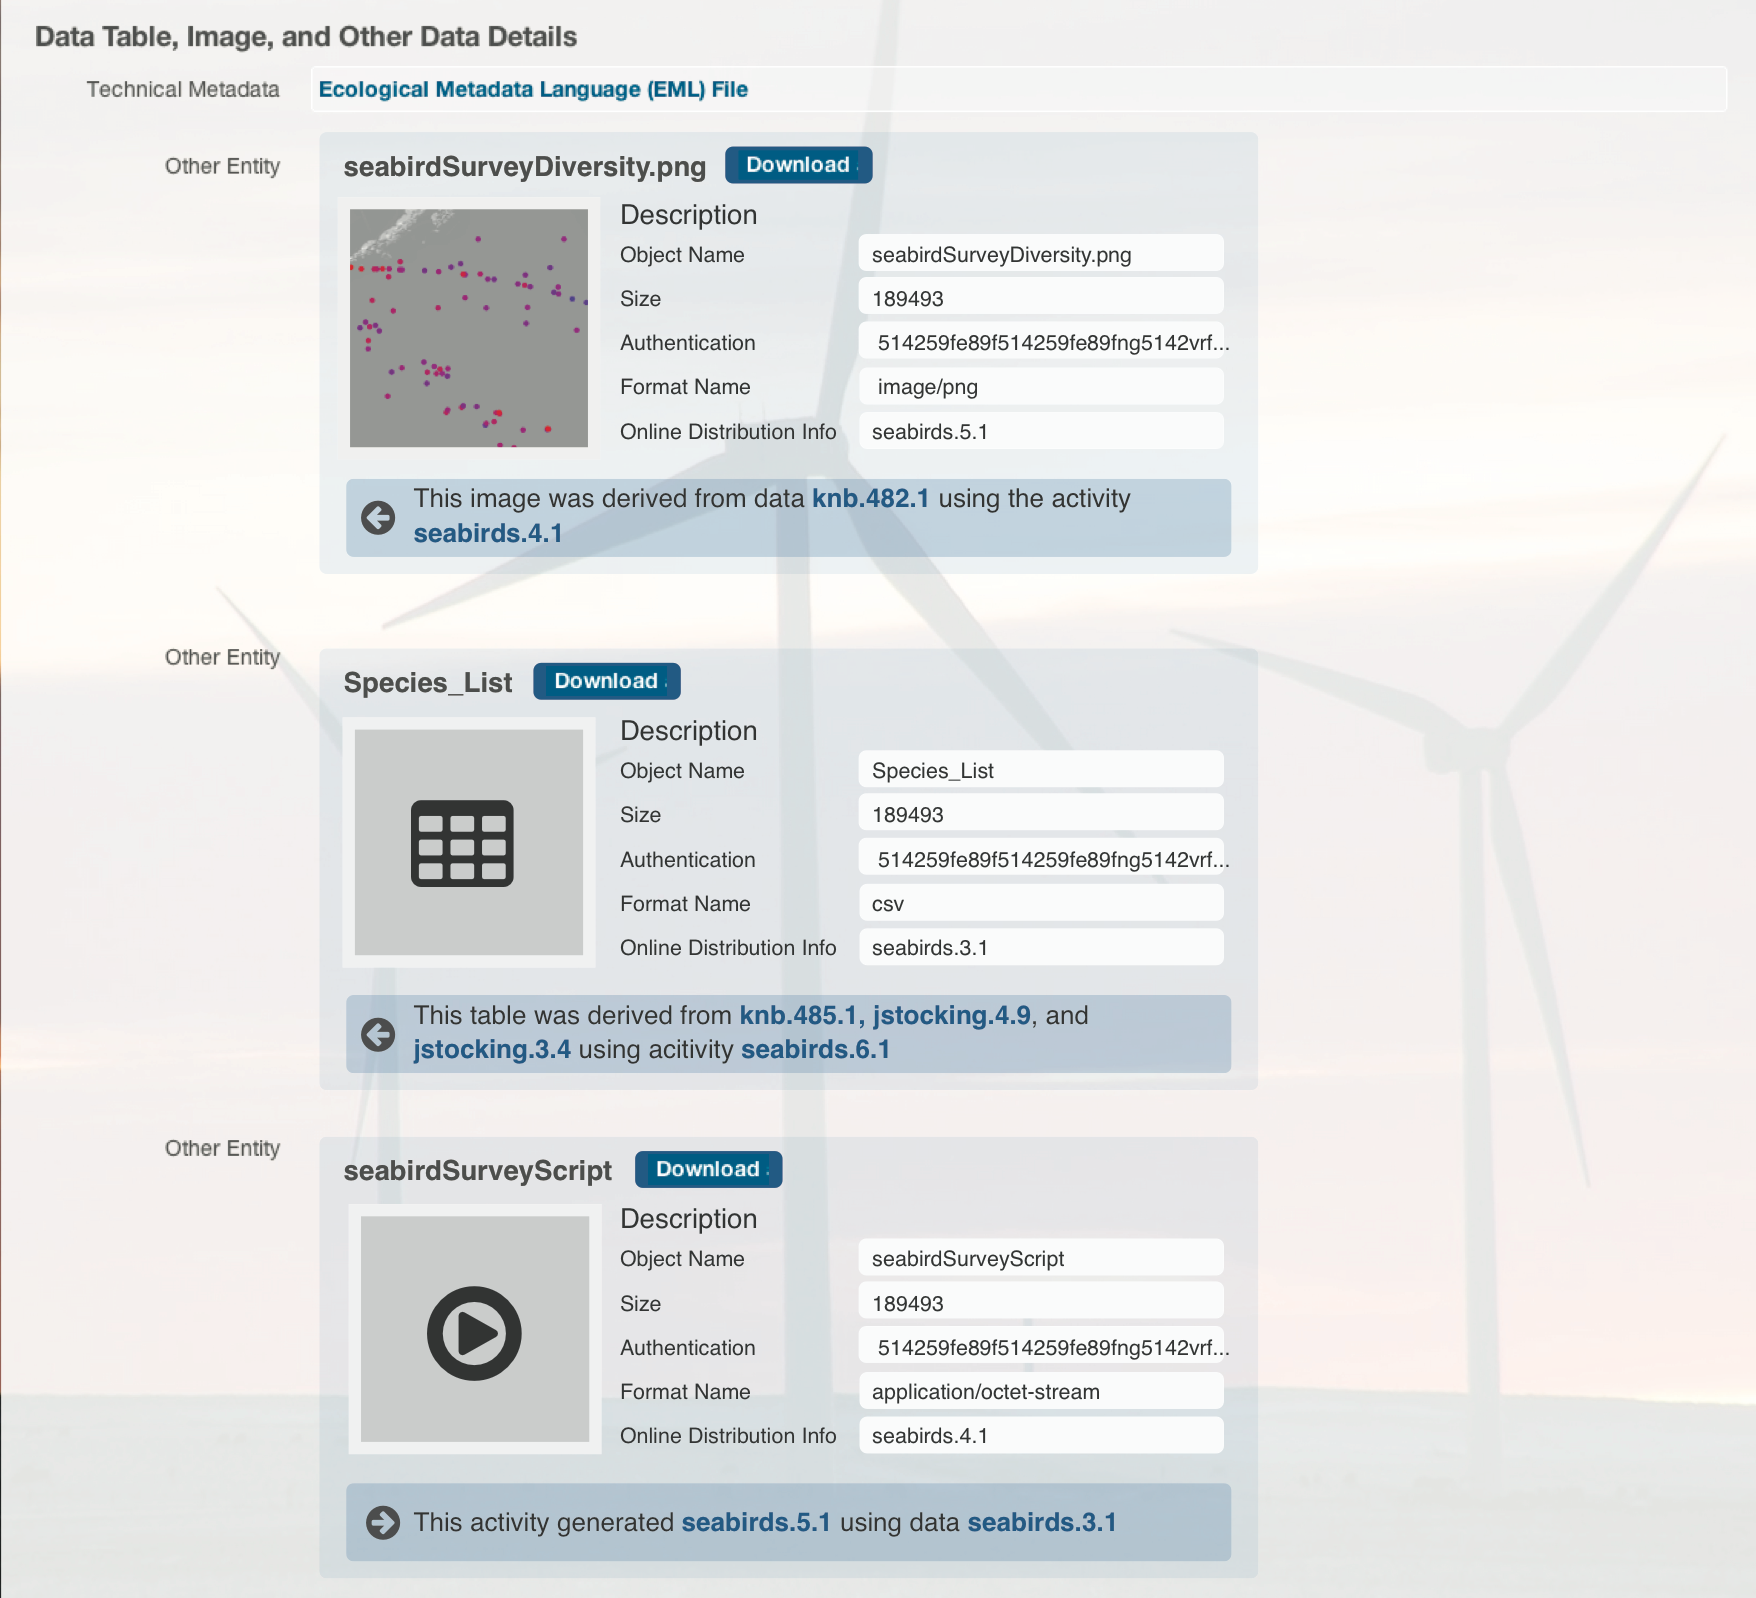 Data Table, Image, and Other Data Details
Technical Metadata Ecological Metadata Language (EML) File
Other Entity seabirdSurveyDiversity.png Download
Description
Object Name seabirdSurveyDiversity.png
Size 189493
Authentication 514259fe89f514259fe89fng5142vrf...
Format Name image/png
Online Distribution Info seabirds.5.1
This image was derived from data knb.482.1 using the activity
seabirds.4.1
Other Entity Species_List Download
Description
Object Name Species_List
Size 189493
Authentication 514259fe89f514259fe89fng5142vrf...
Format Name csv
Online Distribution Info seabirds.3.1
This table was derived from knb.485.1, jstocking.4.9, and
jstocking.3.4 using acitivity seabirds.6.1
Other Entity seabirdSurveyScript Download
Description
Object Name seabirdSurveyScript
Size 189493
Authentication 514259fe89f514259fe89fng5142vrf...
Format Name application/octet-stream
Online Distribution Info seabirds.4.1
This activity generated seabirds.5.1 using data seabirds.3.1